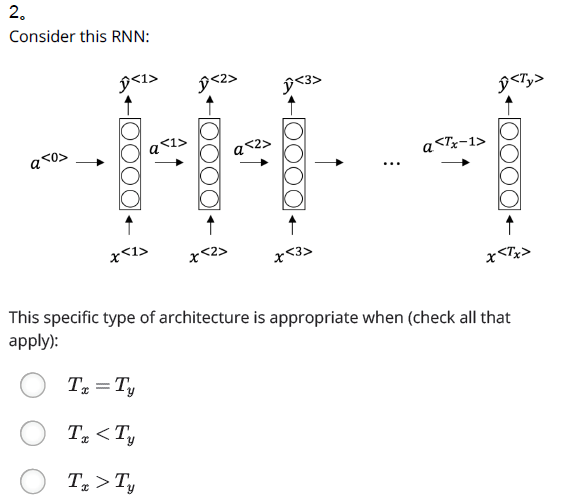 2。
Consider this RNN:
ŷ<1> ŷ<2> ŷ<3> ŷ<Ty>
a<0> a<1> a<2> ... a<Tx−1>
x<1> x<2> x<3> x<Tx>
This specific type of architecture is appropriate when (check all that
apply):
Tx = Ty
Tx < Ty
Tx > Ty